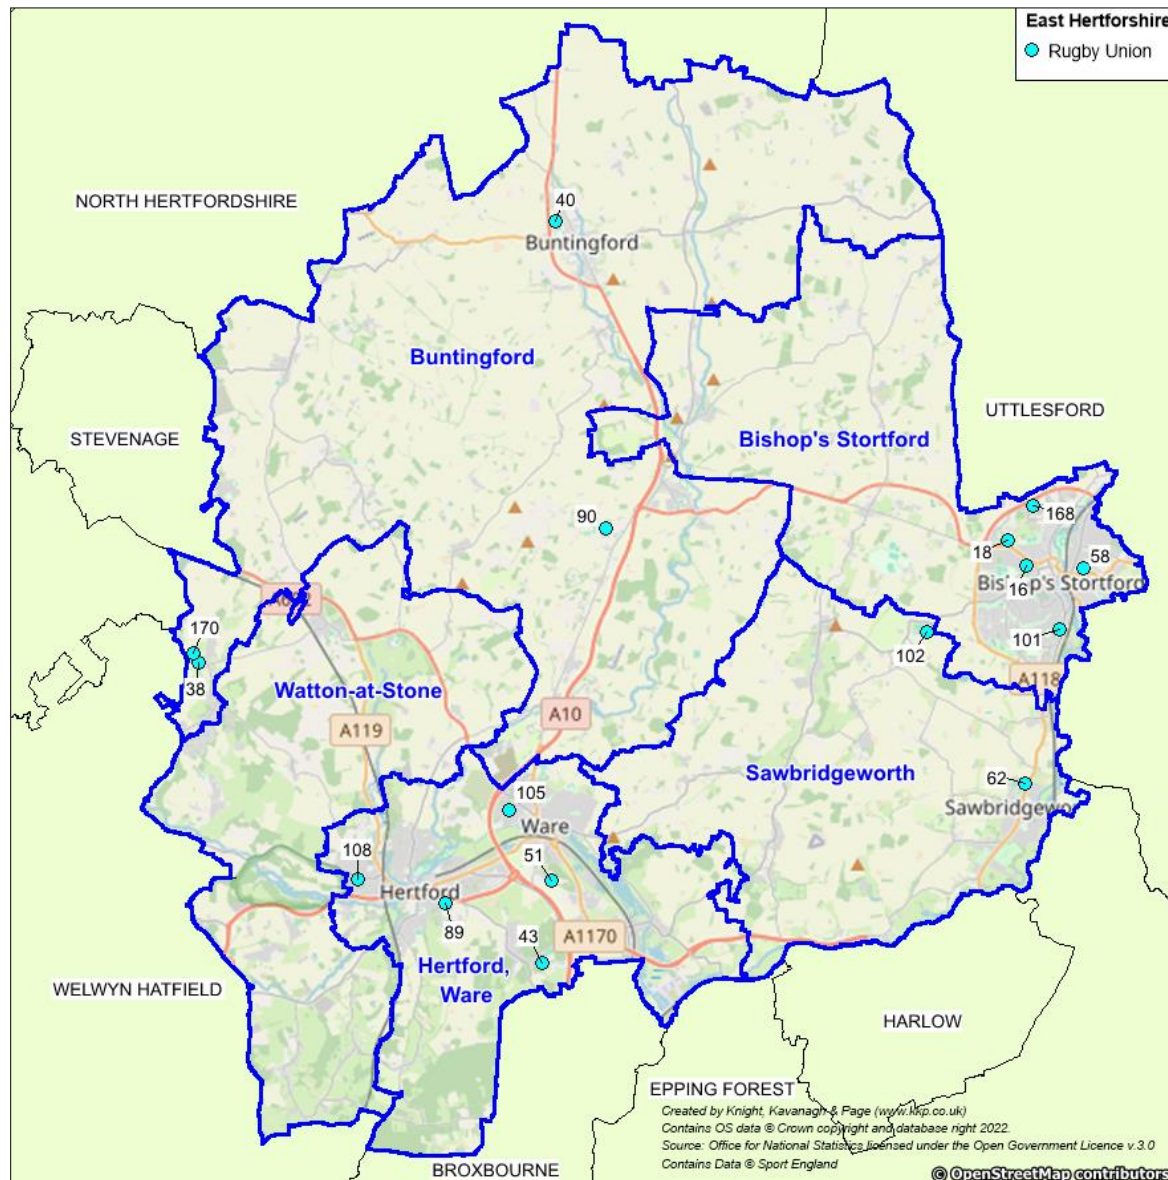 East Hertforshire
Rugby Union
NORTH HERTFORDSHIRE
40
Buntingford
Buntingford
STEVENAGE
UTTLESFORD
Bishop's Stortford
90
168
18
58
16
Bishop's Stortford
170
38
102
101
A118
Watton-at-Stone
A119
A10
Sawbridgeworth
62
105
Ware
108
51
Hertford
89
43
A1170
Hertford,
Ware
WELWYN HATFIELD
HARLOW
EPPING FOREST
BROXBOURNE
Created by Knight, Kavanagh & Page (www.kkp.co.uk)
Contains OS data © Crown copyright and database right 2022.
Source: Office for National Statistics licensed under the Open Government Licence v.3.0
Contains Data © Sport England
© OpenStreetMap contributors